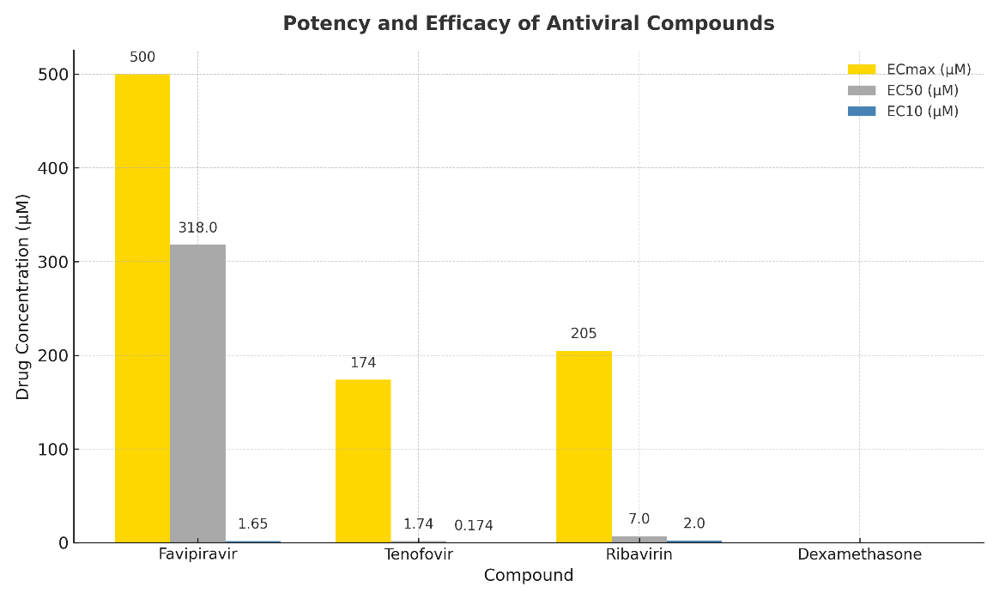 Potency and Efficacy of Antiviral Compounds
ECmax (μM)
EC50 (μM)
EC10 (μM)
Drug Concentration (μM)
500
400
300
200
100
0
500
318.0
1.65
174
1.74
0.174
205
7.0
2.0
Favipiravir
Tenofovir
Ribavirin
Dexamethasone
Compound